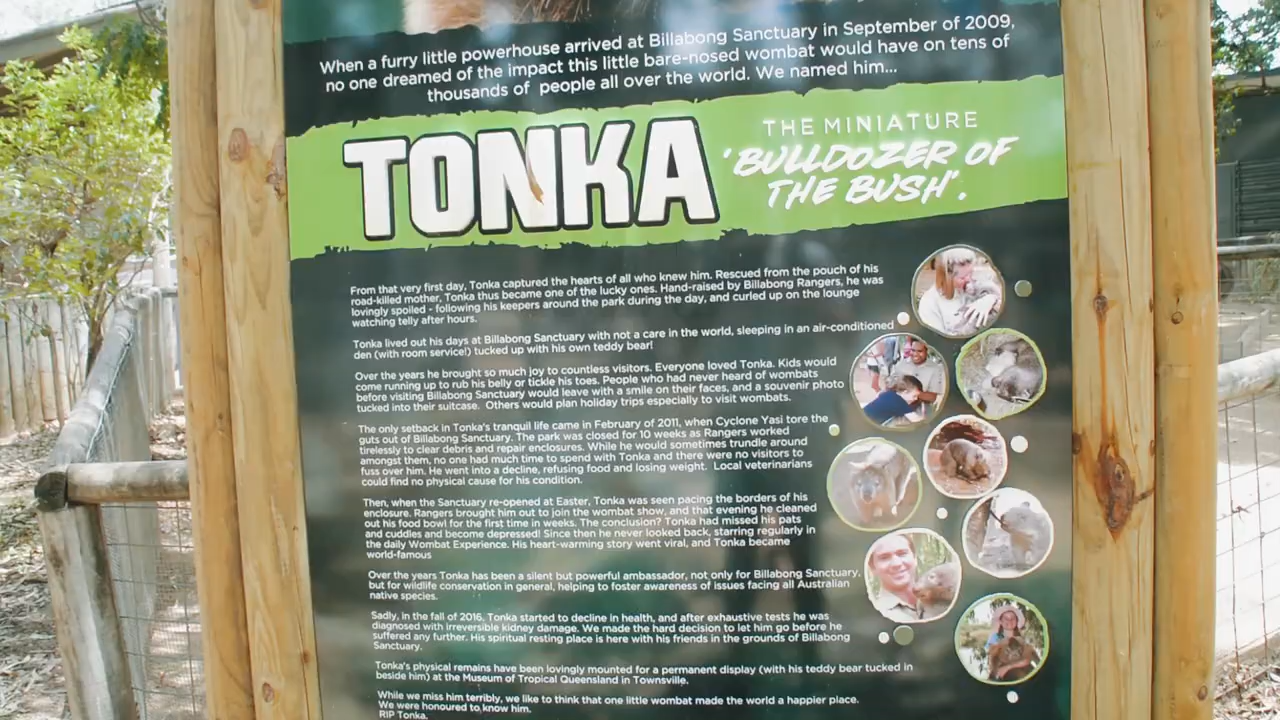 When a furry little powerhouse arrived at Billabong Sanctuary in September of 2009,
no one dreamed of the impact this little bare-nosed wombat would have on tens of
thousands of people all over the world. We named him...
TONKA
THE MINIATURE
'BULLDOZER OF
THE BUSH'.
From that very first day, Tonka captured the hearts of all who knew him. Rescued from the pouch of his
road-killed mother, Tonka thus became one of the lucky ones. Hand-raised by Billabong Rangers, he was
lovingly spoiled - following his keepers around the park during the day, and curled up on the lounge
watching telly after hours.
Tonka lived out his days at Billabong Sanctuary with not a care in the world, sleeping in an air-conditioned
den (with room service!) tucked up with his own teddy bear!
Over the years he brought so much joy to countless visitors. Everyone loved Tonka. Kids would
come running up to rub his belly or tickle his toes. People who had never heard of wombats
before visiting Billabong Sanctuary would leave with a smile on their faces, and a souvenir photo
tucked into their suitcase. Others would plan holiday trips especially to visit wombats.
The only setback in Tonka's tranquil life came in February of 2011, when Cyclone Yasi tore the
guts out of Billabong Sanctuary. The park was closed for 10 weeks as Rangers worked
tirelessly to clear debris and repair enclosures. While he would sometimes trundle around
amongst them, no one had much time to spend with Tonka and there were no visitors to
fuss over him. He went into a decline, refusing food and losing weight. Local veterinarians
could find no physical cause for his condition.
Then, when the Sanctuary re-opened at Easter, Tonka was seen pacing the borders of his
enclosure. Rangers brought him out to join the wombat show, and that evening he cleaned
out his food bowl for the first time in weeks. The conclusion? Tonka had missed his pats
and cuddles and become depressed! Since then he never looked back, starring regularly in
the daily Wombat Experience. His heart-warming story went viral, and Tonka became
world-famous
Over the years Tonka has been a silent but powerful ambassador, not only for Billabong Sanctuary,
but for wildlife conservation in general, helping to foster awareness of issues facing all Australian
native species.
Sadly, in the fall of 2016, Tonka started to decline in health, and after exhaustive tests he was
diagnosed with irreversible kidney damage. We made the hard decision to let him go before he
suffered any further. His spiritual resting place is here with his friends in the grounds of Billabong
Sanctuary.
Tonka's physical remains have been lovingly mounted for a permanent display (with his teddy bear tucked in
beside him) at the Museum of Tropical Queensland in Townsville.
While we miss him terribly, we like to think that one little wombat made the world a happier place.
We were honoured to know him.
RIP Tonka.